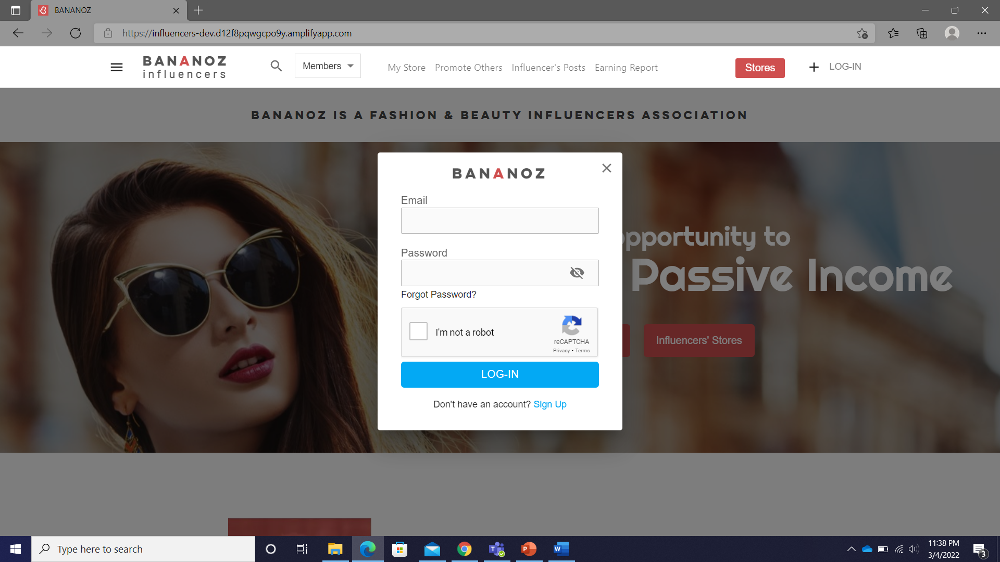 BANANOZ
https://influencers-dev.d12f8pqwgcpo9y.amplifyapp.com
BANANOZ
influencers
Members
My Store Promote Others Influencer's Posts Earning Report
Stores
LOG-IN
BANANOZ IS A FASHION & BEAUTY INFLUENCERS ASSOCIATION
BANANOZ
Email
Password
Forgot Password?
I'm not a robot
reCAPTCHA
Privacy - Terms
LOG-IN
Don't have an account? Sign Up
pportunity to
Passive Income
Influencers' Stores
Type here to search
11:38 PM
3/4/2022
3